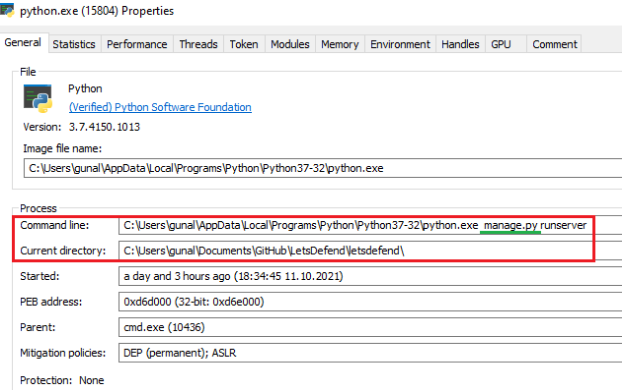 python.exe (15804) Properties
General Statistics Performance Threads Token Modules Memory Environment Handles GPU Comment
File
Python
(Verified) Python Software Foundation
Version: 3.7.4150.1013
Image file name:
C:\Users\gunal\AppData\Local\Programs\Python\Python37-32\python.exe
Process
Command line: C:\Users\gunal\AppData\Local\Programs\Python\Python37-32\python.exe manage.py runserver
Current directory: C:\Users\gunal\Documents\GitHub\LetsDefend\letsdefend\
Started: a day and 3 hours ago (18:34:45 11.10.2021)
PEB address: 0xd6d000 (32-bit: 0xd6e000)
Parent: cmd.exe (10436)
Mitigation policies: DEP (permanent); ASLR
Protection: None